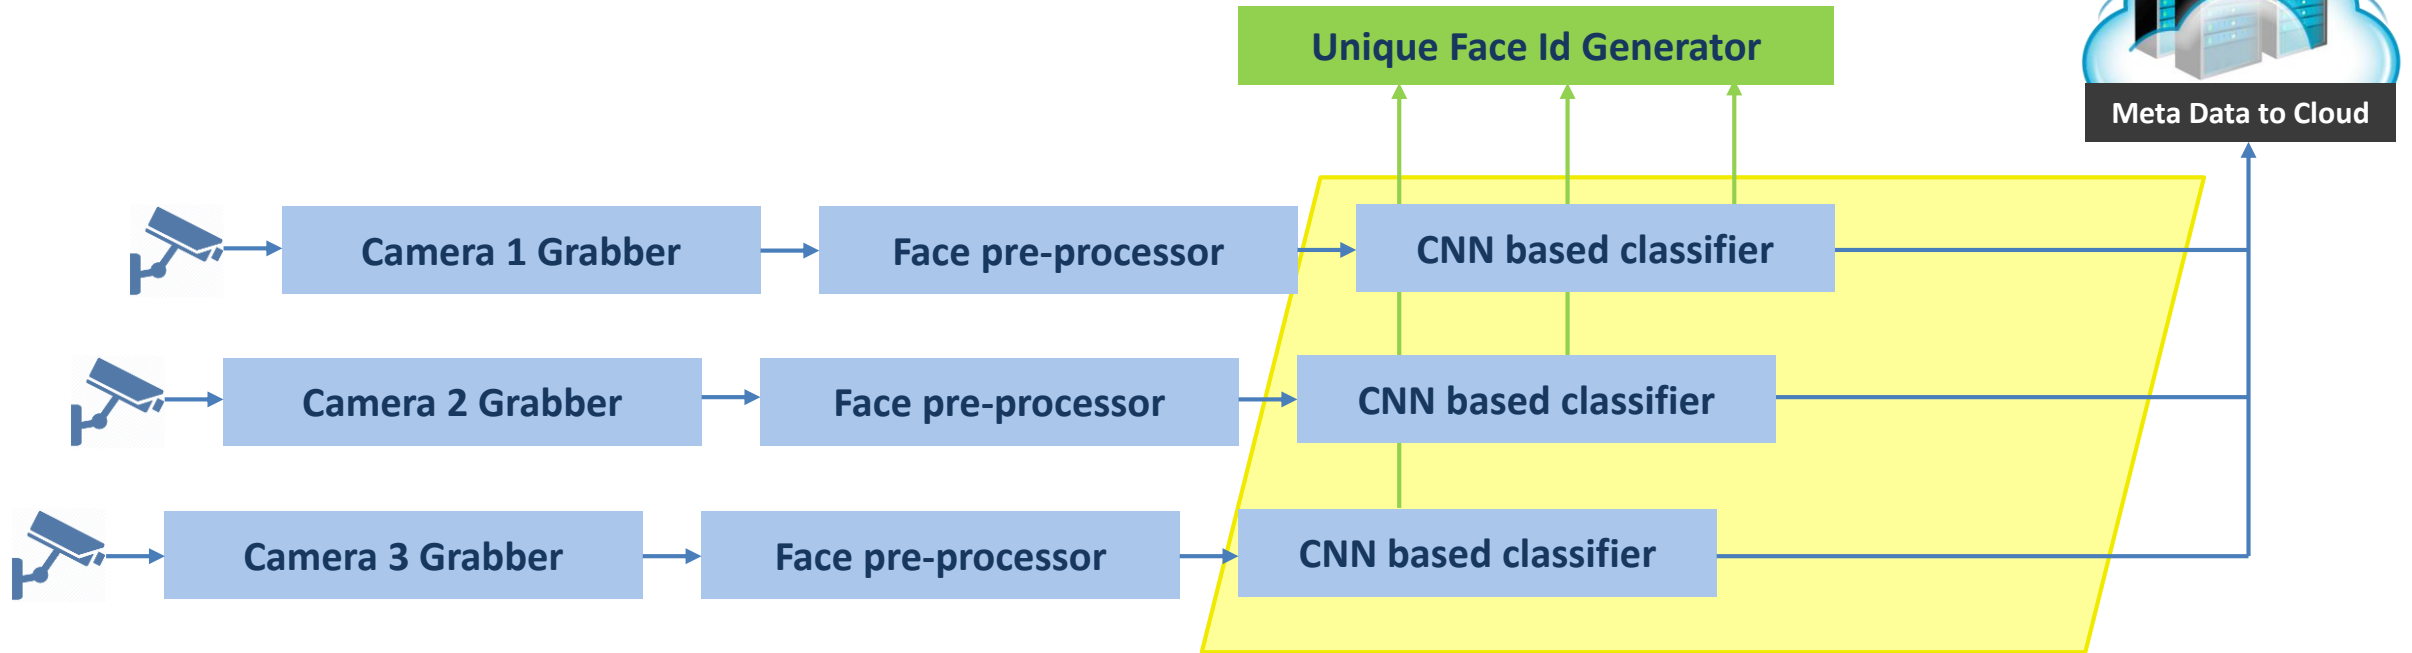 Unique Face Id Generator
Meta Data to Cloud
Camera 1 Grabber
Face pre-processor
CNN based classifier
Camera 2 Grabber
Face pre-processor
CNN based classifier
Camera 3 Grabber
Face pre-processor
CNN based classifier